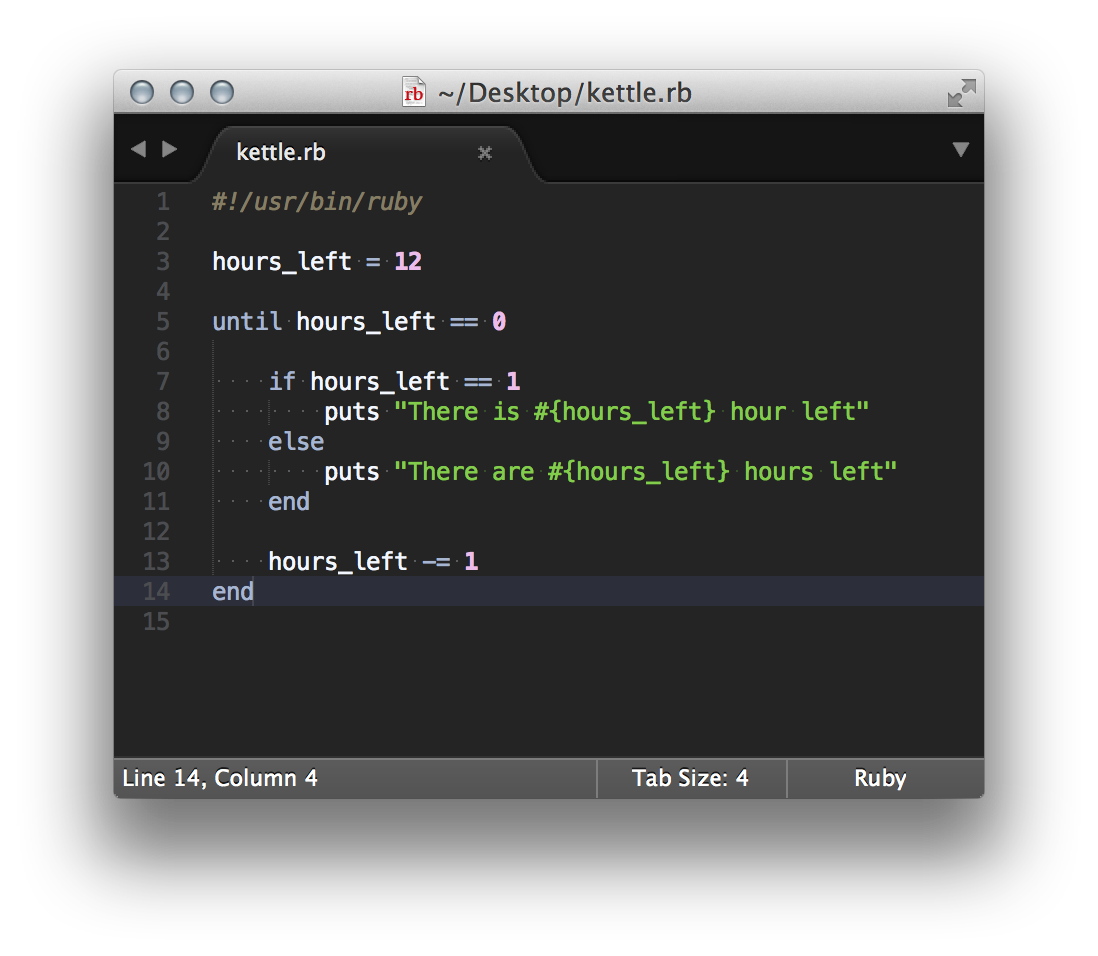 rb ~/Desktop/kettle.rb
kettle.rb
1 #!/usr/bin/ruby
2
3 hours_left = 12
4
5 until hours_left == 0
6
7     if hours_left == 1
8         puts "There is #{hours_left} hour left"
9     else
10         puts "There are #{hours_left} hours left"
11     end
12
13     hours_left -= 1
14 end
15
Line 14, Column 4 Tab Size: 4 Ruby